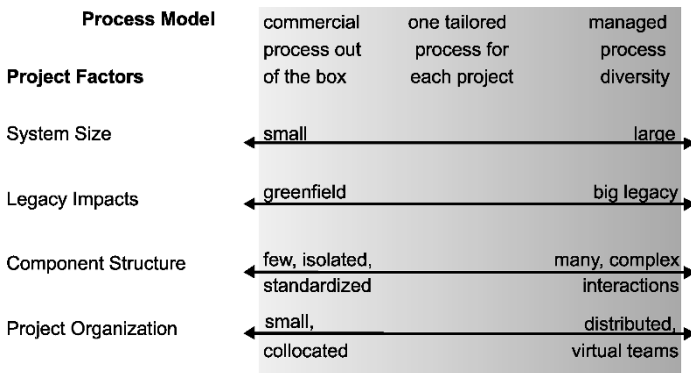 Process Model commercial one tailored managed
process out process for process
Project Factors of the box each project diversity
System Size small large
Legacy Impacts greenfield big legacy
Component Structure few, isolated, many, complex
standardized interactions
Project Organization small, distributed,
collocated virtual teams